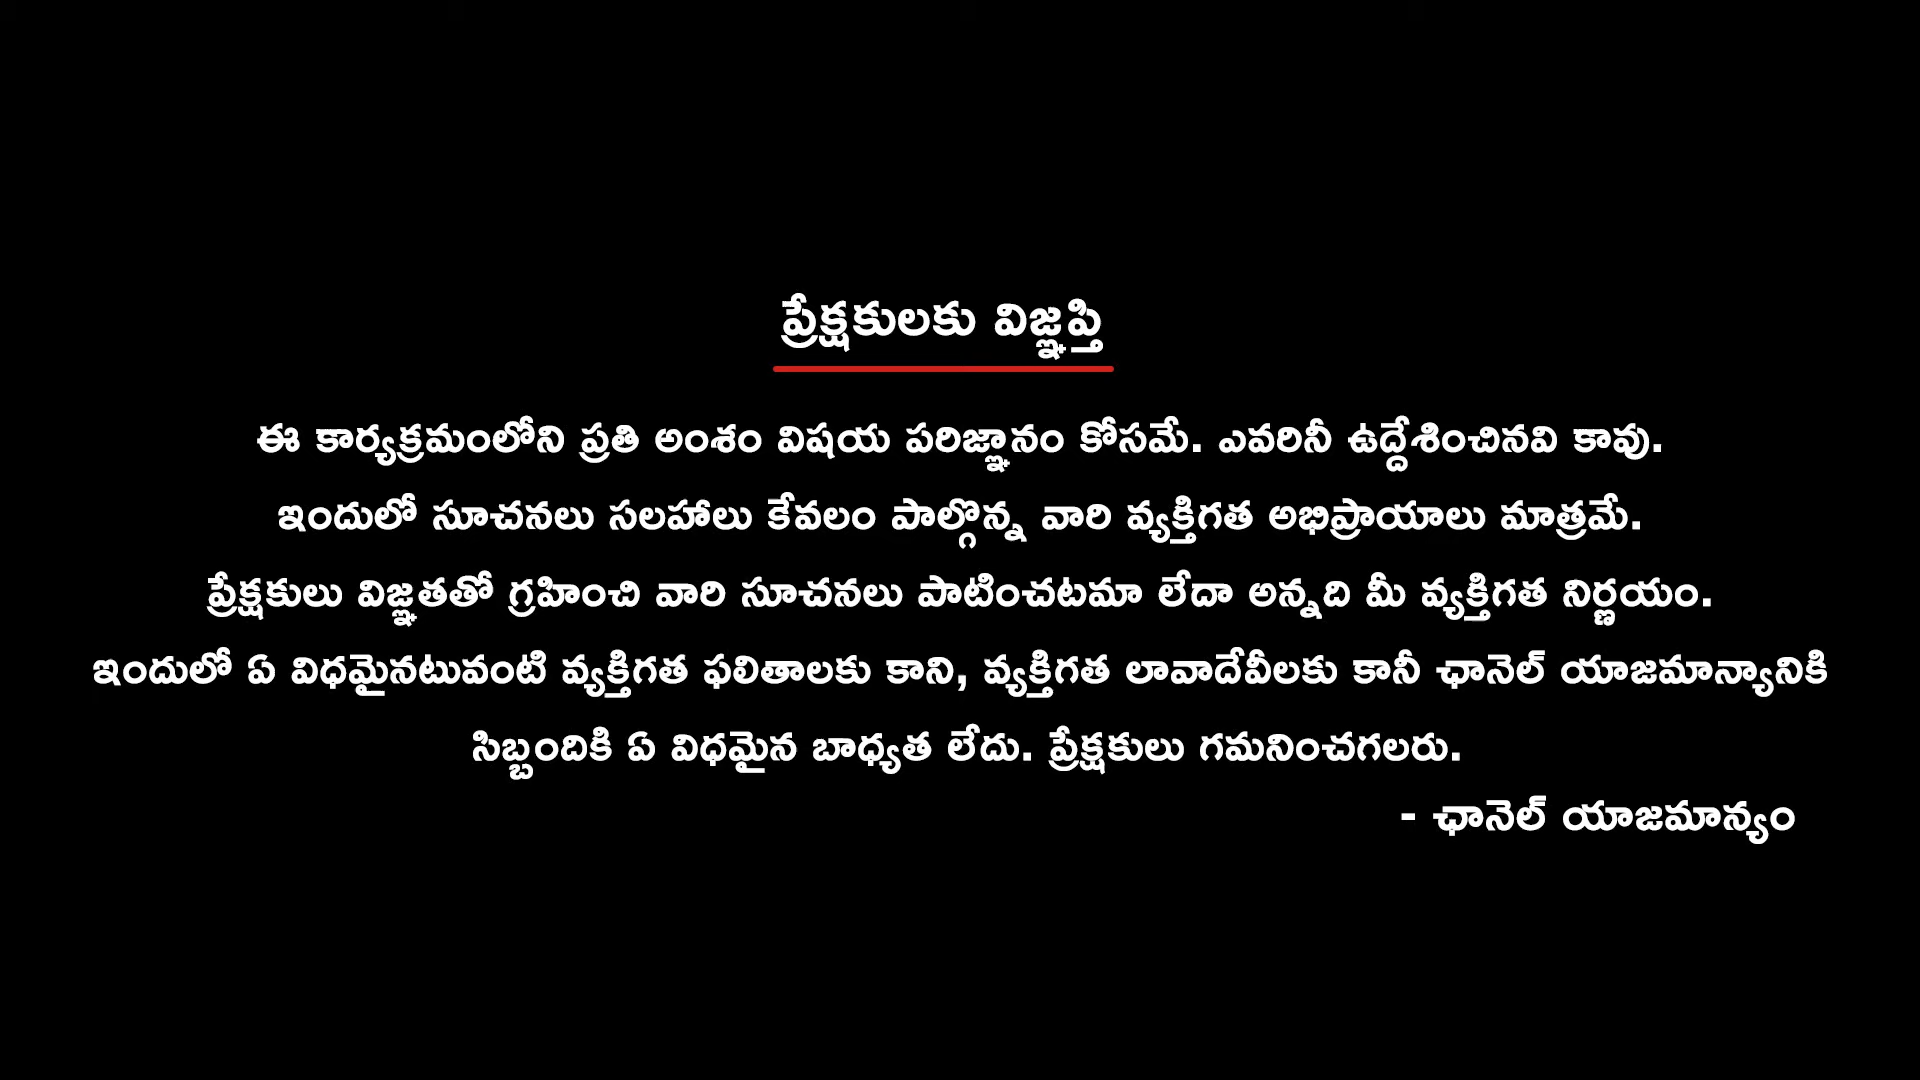 ప్రేక్షకులకు విజ్ఞప్తి
ఈ కార్యక్రమంలోని ప్రతి అంశం విషయ పరిజ్ఞానం కోసమే. ఎవరినీ ఉద్దేశించినవి కావు.
ఇందులో సూచనలు సలహాలు కేవలం పాల్గొన్న వారి వ్యక్తిగత అభిప్రాయాలు మాత్రమే.
ప్రేక్షకులు విజ్ఞతతో గ్రహించి వారి సూచనలు పాటించటమా లేదా అన్నది మీ వ్యక్తిగత నిర్ణయం.
ఇందులో ఏ విధమైనటువంటి వ్యక్తిగత ఫలితాలకు కాని, వ్యక్తిగత లావాదేవీలకు కానీ ఛానెల్ యాజమాన్యానికి
సిబ్బందికి ఏ విధమైన బాధ్యత లేదు. ప్రేక్షకులు గమనించగలరు.
- ఛానెల్ యాజమాన్యం